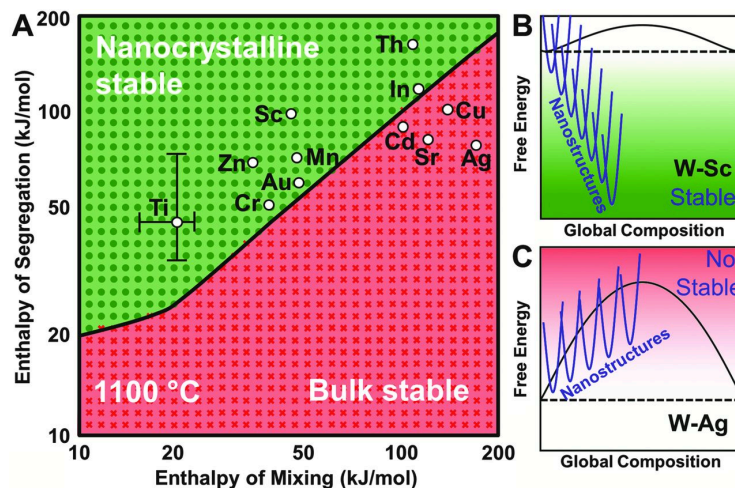 A
Nanocrystalline
stable
Th
In
Cu
Sc
Cd
Sr
Ag
Zn
Mn
Au
Cr
Ti
1100 °C
Bulk stable
200
100
50
20
10
10
20
50
100
200
Enthalpy of Segregation (kJ/mol)
Enthalpy of Mixing (kJ/mol)
B
Free Energy
Nanostructures
W-Sc
Stable
Global Composition
C
No
Stable
Free Energy
Nanostructures
W-Ag
Global Composition